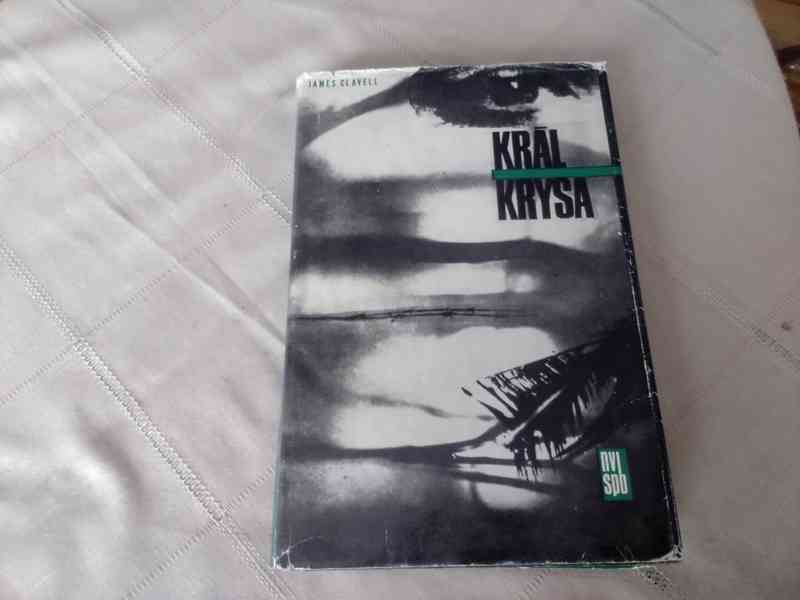 JAMES CLAVELL
KRÁL
KRYSA
nv
spb